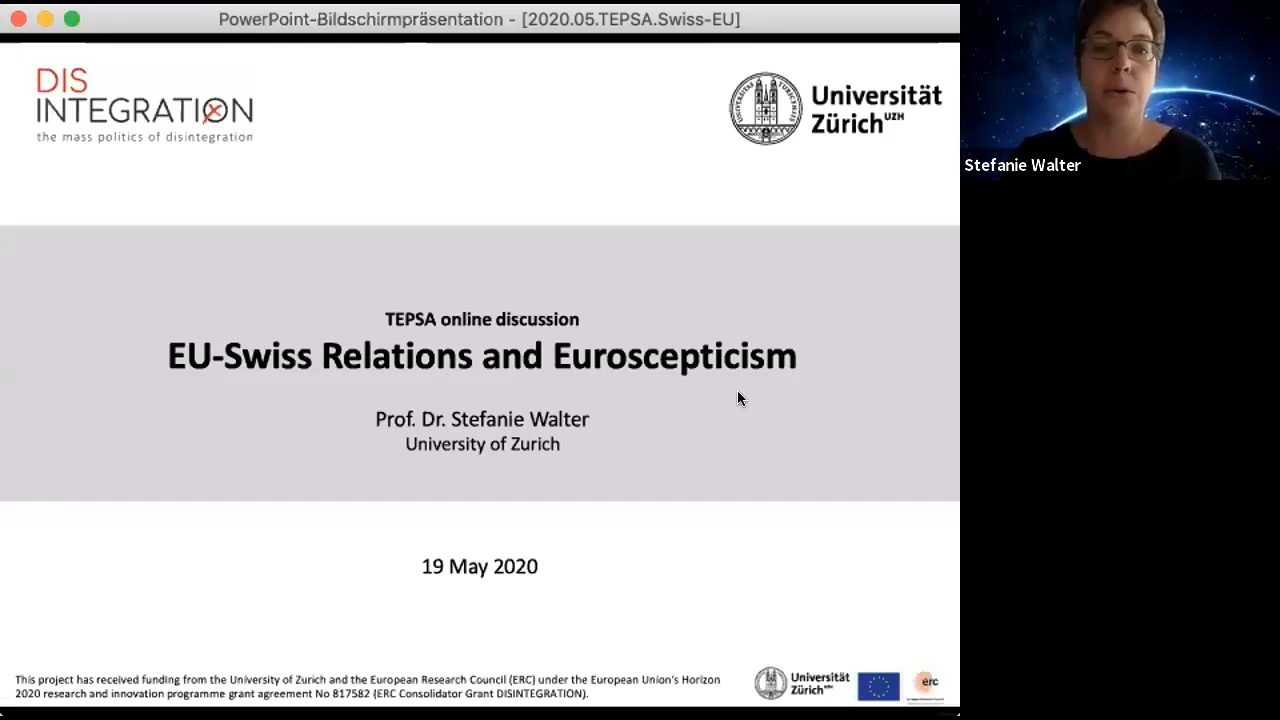 PowerPoint-Bildschirmpräsentation - [2020.05.TEPSA.Swiss-EU]
DIS
INTEGRATION
the mass politics of disintegration
Universität
Zürich UZH
Stefanie Walter
TEPSA online discussion
EU-Swiss Relations and Euroscepticism
Prof. Dr. Stefanie Walter
University of Zurich
19 May 2020
This project has received funding from the University of Zurich and the European Research Council (ERC) under the European Union's Horizon
2020 research and innovation programme grant agreement No 817582 (ERC Consolidator Grant DISINTEGRATION).
Universität
Zürich UZH
erc